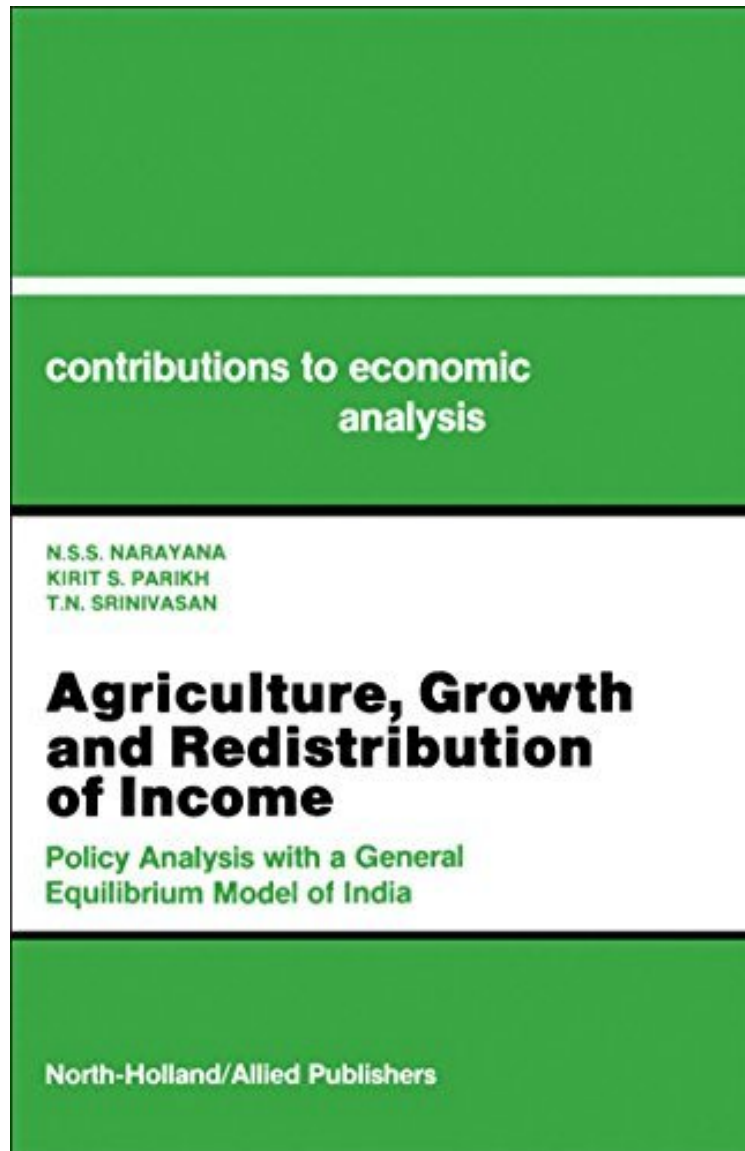 contributions to economic
analysis
N.S.S. NARAYANA
KIRIT S. PARIKH
T.N. SRINIVASAN
Agriculture, Growth
and Redistribution
of Income
Policy Analysis with a General
Equilibrium Model of India
North-Holland/Allied Publishers